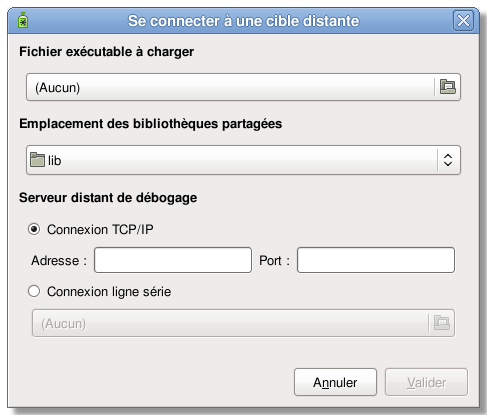 Se connecter à une cible distante
Fichier exécutable à charger
(Aucun)
Emplacement des bibliothèques partagées
lib
Serveur distant de débogage
Connexion TCP/IP
Adresse : Port :
Connexion ligne série
(Aucun)
Annuler Valider